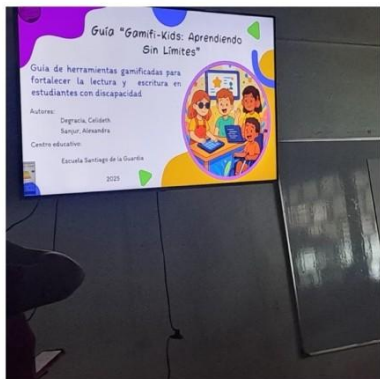 Guía "Gamifi-Kids: Aprendiendo
Sin Límites"
Guía de herramientas gamificadas para
fortalecer la lectura y escritura en
estudiantes con discapacidad
Autores:
Degracia, Celideth
Sanjur, Alexandra
Centro educativo:
Escuela Santiago de la Guardia
2025